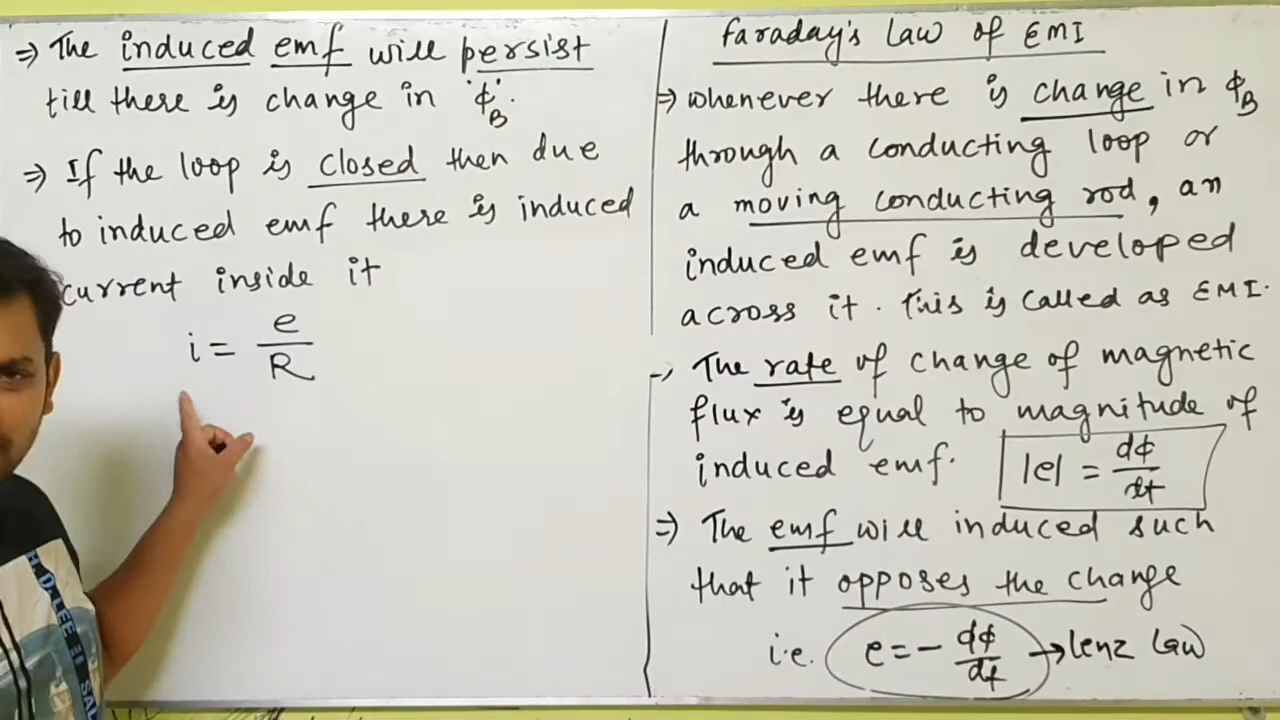 ⇒ The induced emf will persist
till there is change in 'ϕ_B'.
⇒ If the loop is closed then due
to induced emf there is induced
current inside it
i = e/R
faraday's law of EMI
⇒ whenever there is change in ϕ_B
through a conducting loop or
a moving conducting rod, an
induced emf is developed
across it. This is called as EMI.
→ The rate of change of magnetic
flux is equal to magnitude of
induced emf. |e| = dϕ/dt
⇒ The emf will induced such
that it opposes the change
i.e. e = - dϕ/dt → lenz law